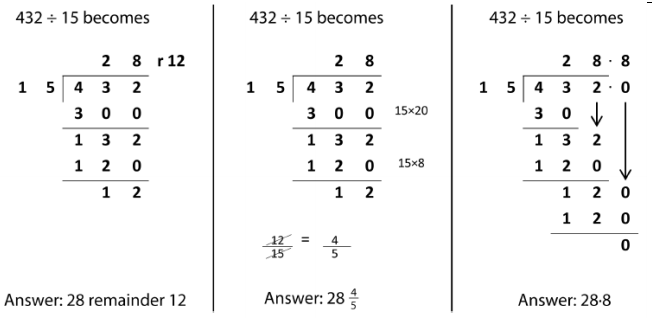 432 ÷ 15 becomes
2 8 r 12
1 5 4 3 2
3 0 0
1 3 2
1 2 0
1 2
Answer: 28 remainder 12
432 ÷ 15 becomes
2 8
1 5 4 3 2
3 0 0 15×20
1 3 2
1 2 0 15×8
1 2
12/15 = 4/5
Answer: 28 4/5
432 ÷ 15 becomes
2 8 · 8
1 5 4 3 2 · 0
3 0
1 3 2
1 2 0
1 2 0
1 2 0
0
Answer: 28·8